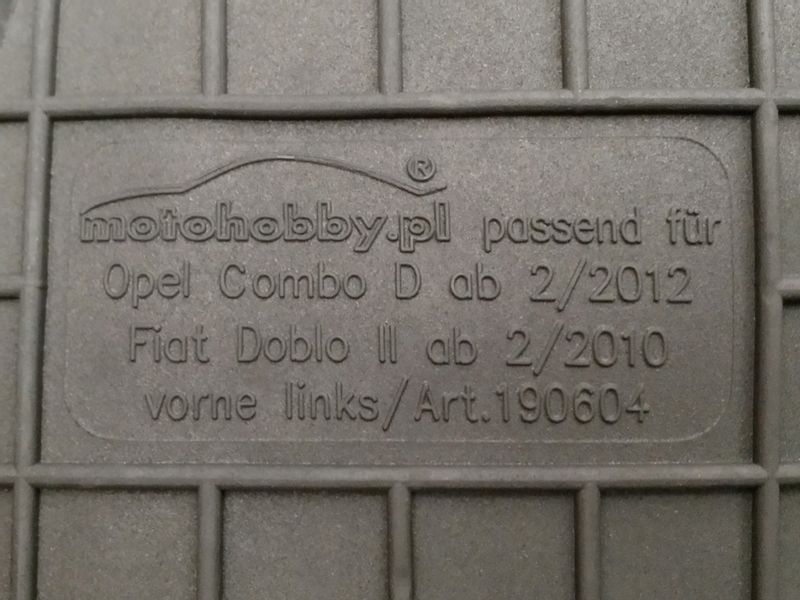 motohobby.pl ® passend für
Opel Combo D ab 2/2012
Fiat Doblo II ab 2/2010
vorne links/Art.190604